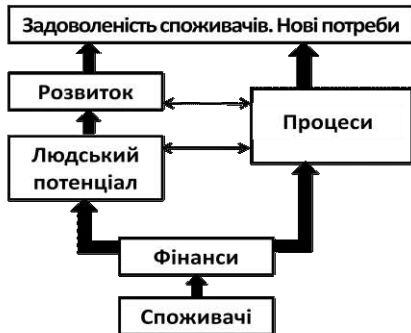 Задоволеність споживачів. Нові потреби
Розвиток
Процеси
Людський
потенціал
Фінанси
Споживачі